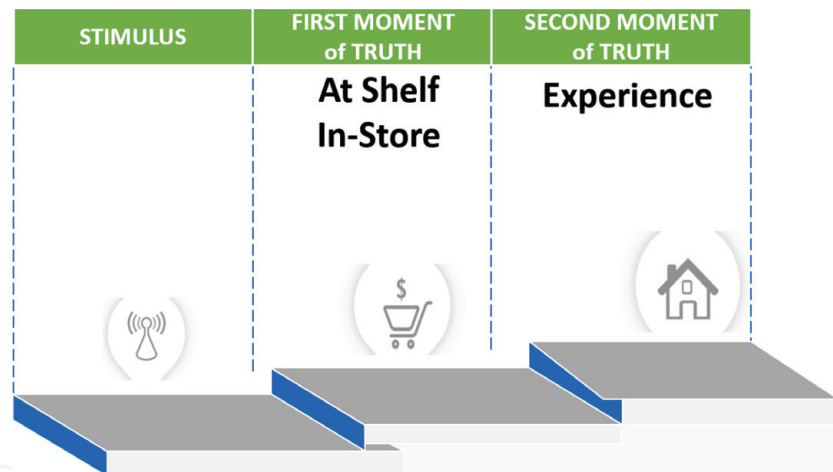 STIMULUS
FIRST MOMENT
of TRUTH
SECOND MOMENT
of TRUTH
At Shelf
In-Store
Experience
$